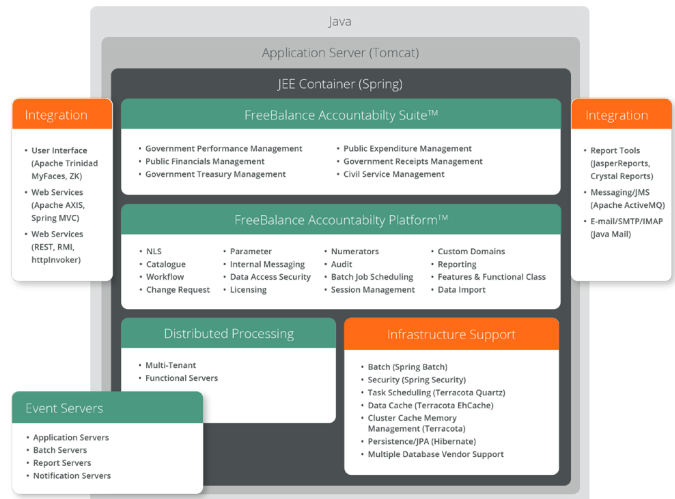 Java
Application Server (Tomcat)
JEE Container (Spring)
Integration
• User Interface
(Apache Trinidad
MyFaces, ZK)
• Web Services
(Apache AXIS,
Spring MVC)
• Web Services
(REST, RMI,
httpInvoker)
FreeBalance Accountabilty Suite™
• Government Performance Management
• Public Financials Management
• Government Treasury Management
• Public Expenditure Management
• Government Receipts Management
• Civil Service Management
Integration
• Report Tools
(JasperReports,
Crystal Reports)
• Messaging/JMS
(Apache ActiveMQ)
• E-mail/SMTP/IMAP
(Java Mail)
FreeBalance Accountabilty Platform™
• NLS
• Catalogue
• Workflow
• Change Request
• Parameter
• Internal Messaging
• Data Access Security
• Licensing
• Numerators
• Audit
• Batch Job Scheduling
• Session Management
• Custom Domains
• Reporting
• Features & Functional Class
• Data Import
Distributed Processing
• Multi-Tenant
• Functional Servers
Infrastructure Support
• Batch (Spring Batch)
• Security (Spring Security)
• Task Scheduling (Terracota Quartz)
• Data Cache (Terracota EhCache)
• Cluster Cache Memory
Management (Terracota)
• Persistence/JPA (Hibernate)
• Multiple Database Vendor Support
Event Servers
• Application Servers
• Batch Servers
• Report Servers
• Notification Servers